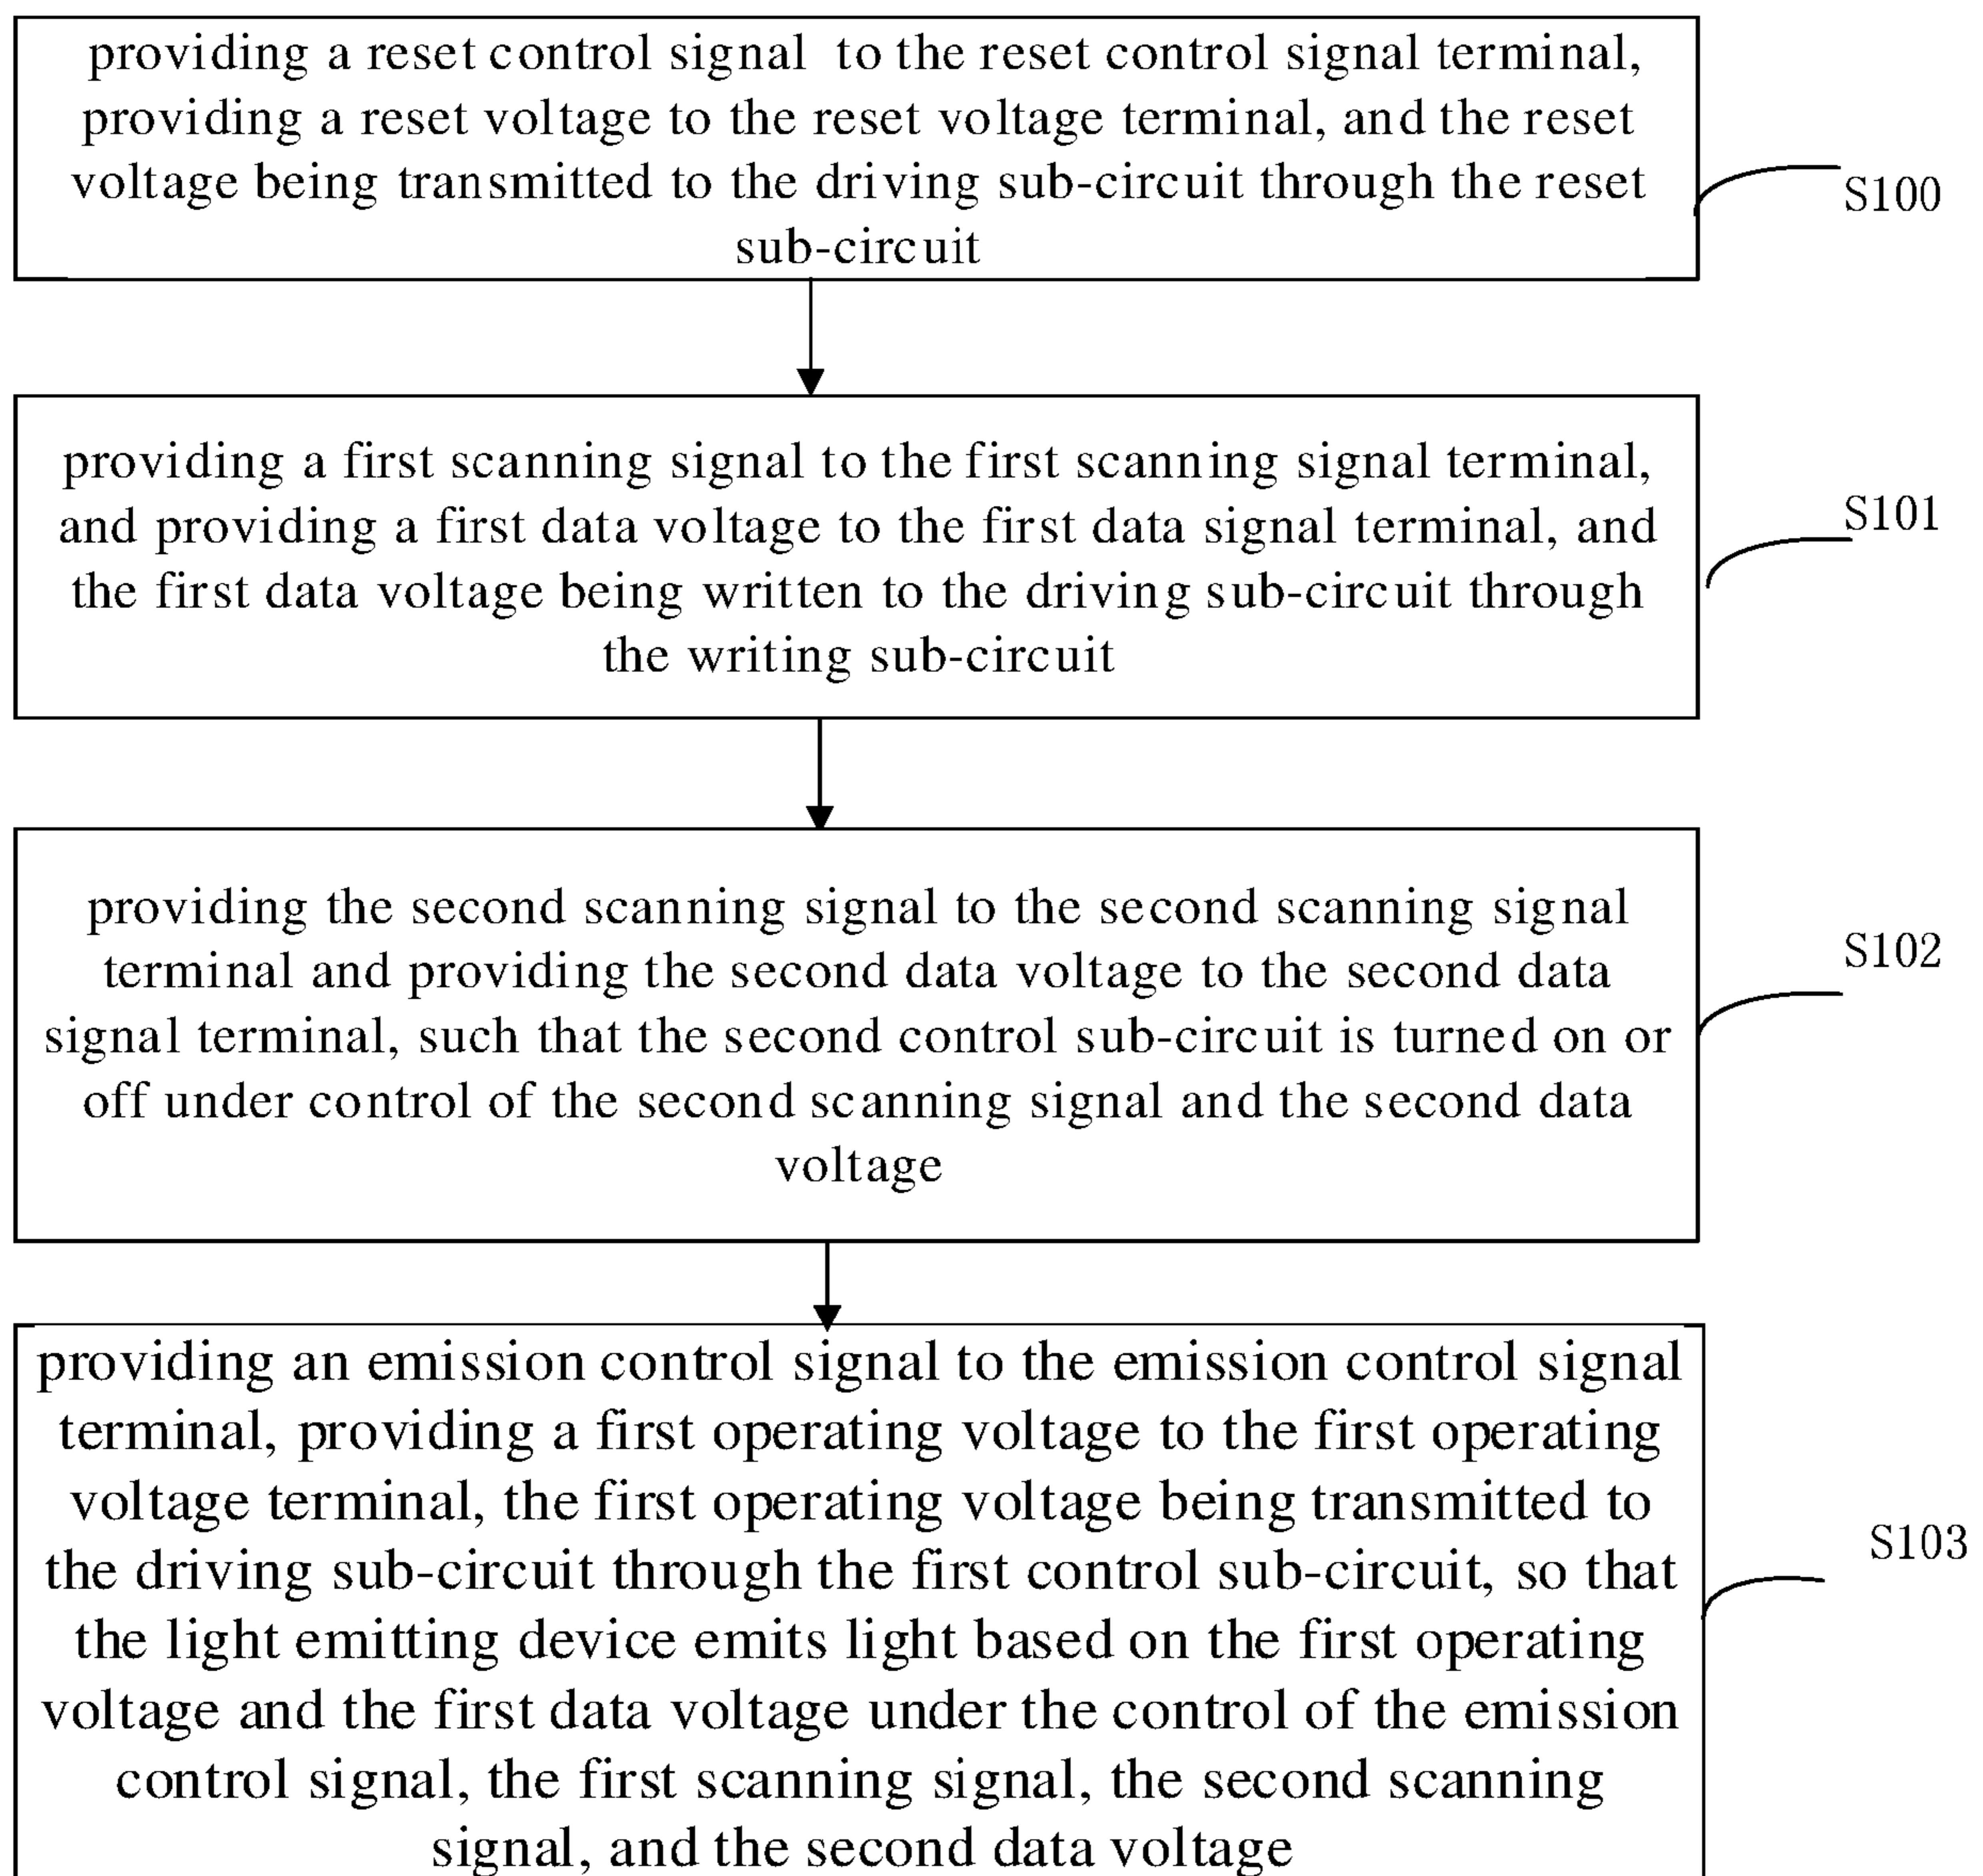 providing a reset control signal to the reset control signal terminal,
providing a reset voltage to the reset voltage terminal, and the reset
voltage being transmitted to the driving sub-circuit through the reset
sub-circuit
S100
providing a first scanning signal to the first scanning signal terminal,
and providing a first data voltage to the first data signal terminal, and
the first data voltage being written to the driving sub-circuit through
the writing sub-circuit
S101
providing the second scanning signal to the second scanning signal
terminal and providing the second data voltage to the second data
signal terminal, such that the second control sub-circuit is turned on or
off under control of the second scanning signal and the second data
voltage
S102
providing an emission control signal to the emission control signal
terminal, providing a first operating voltage to the first operating
voltage terminal, the first operating voltage being transmitted to
the driving sub-circuit through the first control sub-circuit, so that
the light emitting device emits light based on the first operating
voltage and the first data voltage under the control of the emission
control signal, the first scanning signal, the second scanning
signal, and the second data voltage
S103